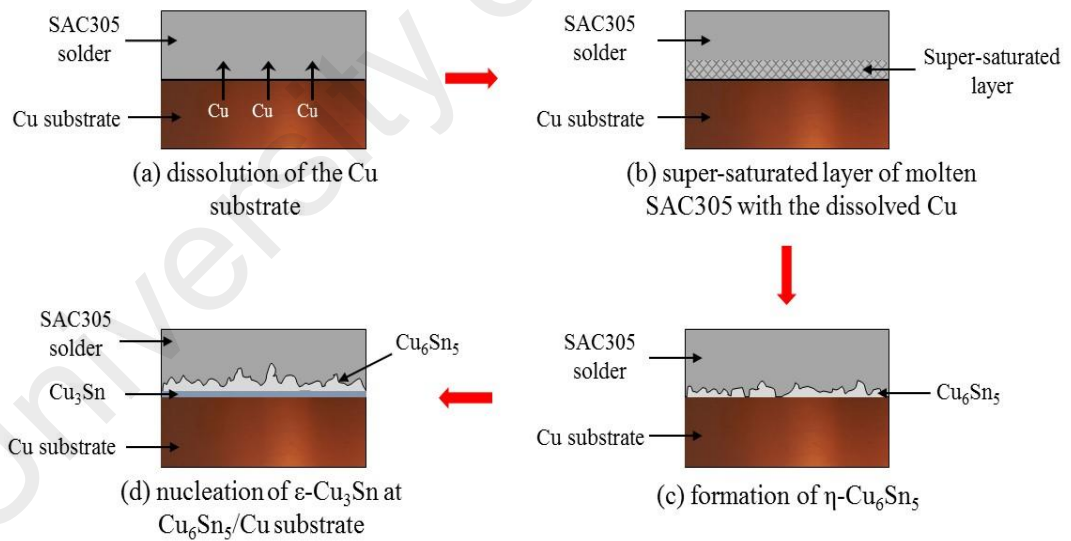 SAC305
solder
Cu Cu Cu
Cu substrate
(a) dissolution of the Cu
substrate
SAC305
solder
Super-saturated
layer
Cu substrate
(b) super-saturated layer of molten
SAC305 with the dissolved Cu
SAC305
solder
Cu₆Sn₅
Cu₃Sn
Cu substrate
(d) nucleation of ε-Cu₃Sn at
Cu₆Sn₅/Cu substrate
SAC305
solder
Cu₆Sn₅
Cu substrate
(c) formation of η-Cu₆Sn₅
University